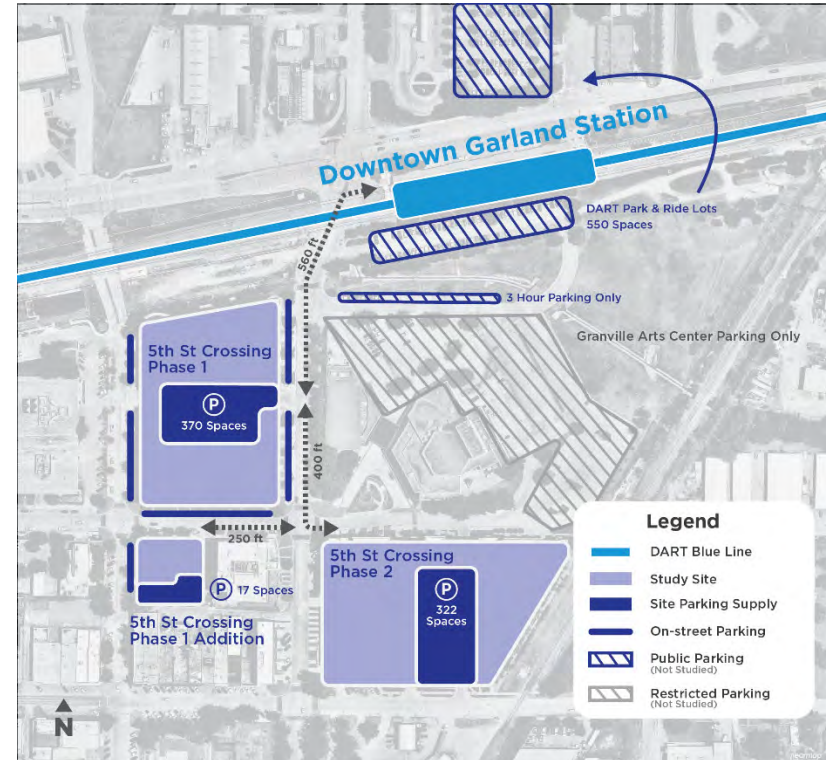 Downtown Garland Station
DART Park & Ride Lots
550 Spaces
560 ft
3 Hour Parking Only
Granville Arts Center Parking Only
5th St Crossing
Phase 1
P
370 Spaces
400 ft
250 ft
P 17 Spaces
5th St Crossing
Phase 1 Addition
5th St Crossing
Phase 2
P
322
Spaces
Legend
DART Blue Line
Study Site
Site Parking Supply
On-street Parking
Public Parking
(Not Studied)
Restricted Parking
(Not Studied)
N